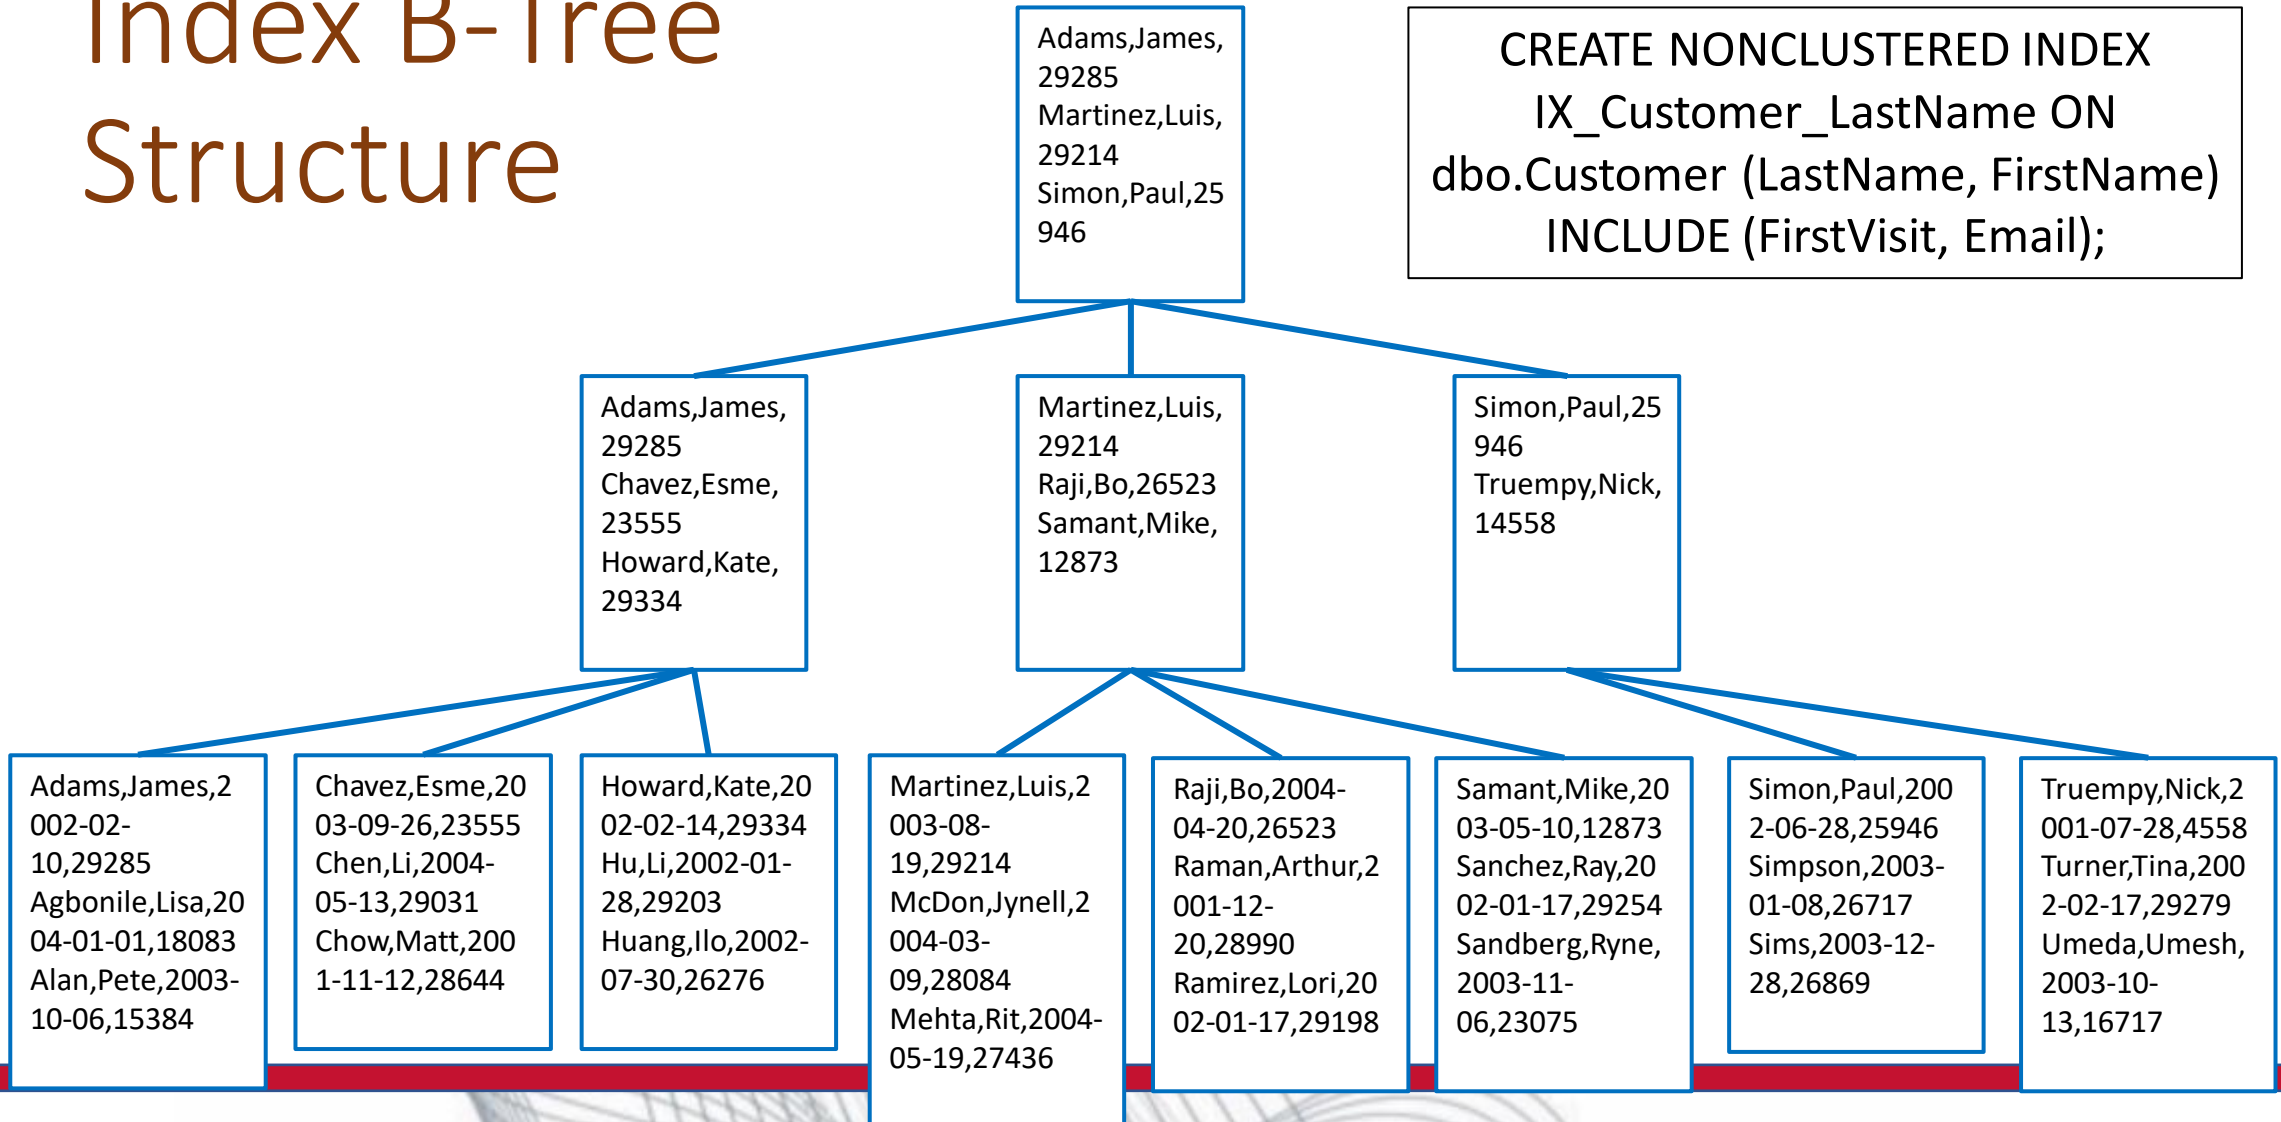 Index B-Tree
Structure
Adams,James,
29285
Martinez,Luis,
29214
Simon,Paul,25
946
CREATE NONCLUSTERED INDEX
IX_Customer_LastName ON
dbo.Customer (LastName, FirstName)
INCLUDE (FirstVisit, Email);
Adams,James,
29285
Chavez,Esme,
23555
Howard,Kate,
29334
Martinez,Luis,
29214
Raji,Bo,26523
Samant,Mike,
12873
Simon,Paul,25
946
Truempy,Nick,
14558
Adams,James,2
002-02-
10,29285
Agbonile,Lisa,20
04-01-01,18083
Alan,Pete,2003-
10-06,15384
Chavez,Esme,20
03-09-26,23555
Chen,Li,2004-
05-13,29031
Chow,Matt,200
1-11-12,28644
Howard,Kate,20
02-02-14,29334
Hu,Li,2002-01-
28,29203
Huang,Ilo,2002-
07-30,26276
Martinez,Luis,2
003-08-
19,29214
McDon,Jynell,2
004-03-
09,28084
Mehta,Rit,2004-
05-19,27436
Raji,Bo,2004-
04-20,26523
Raman,Arthur,2
001-12-
20,28990
Ramirez,Lori,20
02-01-17,29198
Samant,Mike,20
03-05-10,12873
Sanchez,Ray,20
02-01-17,29254
Sandberg,Ryne,
2003-11-
06,23075
Simon,Paul,200
2-06-28,25946
Simpson,2003-
01-08,26717
Sims,2003-12-
28,26869
Truempy,Nick,2
001-07-28,4558
Turner,Tina,200
2-02-17,29279
Umeda,Umesh,
2003-10-
13,16717